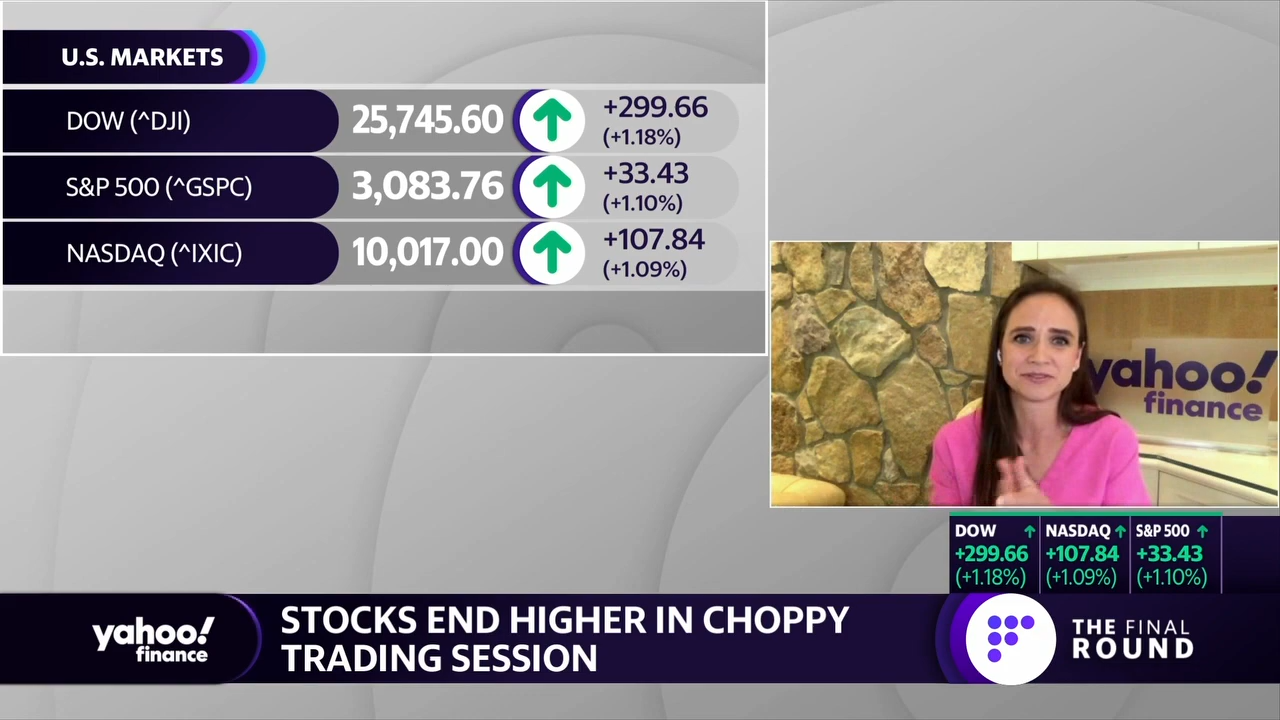 U.S. MARKETS
DOW (^DJI) 25,745.60 +299.66 (+1.18%)
S&P 500 (^GSPC) 3,083.76 +33.43 (+1.10%)
NASDAQ (^IXIC) 10,017.00 +107.84 (+1.09%)
yahoo!
finance
DOW NASDAQ S&P 500
+299.66 +107.84 +33.43
(+1.18%) (+1.09%) (+1.10%)
yahoo!
finance
STOCKS END HIGHER IN CHOPPY
TRADING SESSION
THE FINAL
ROUND